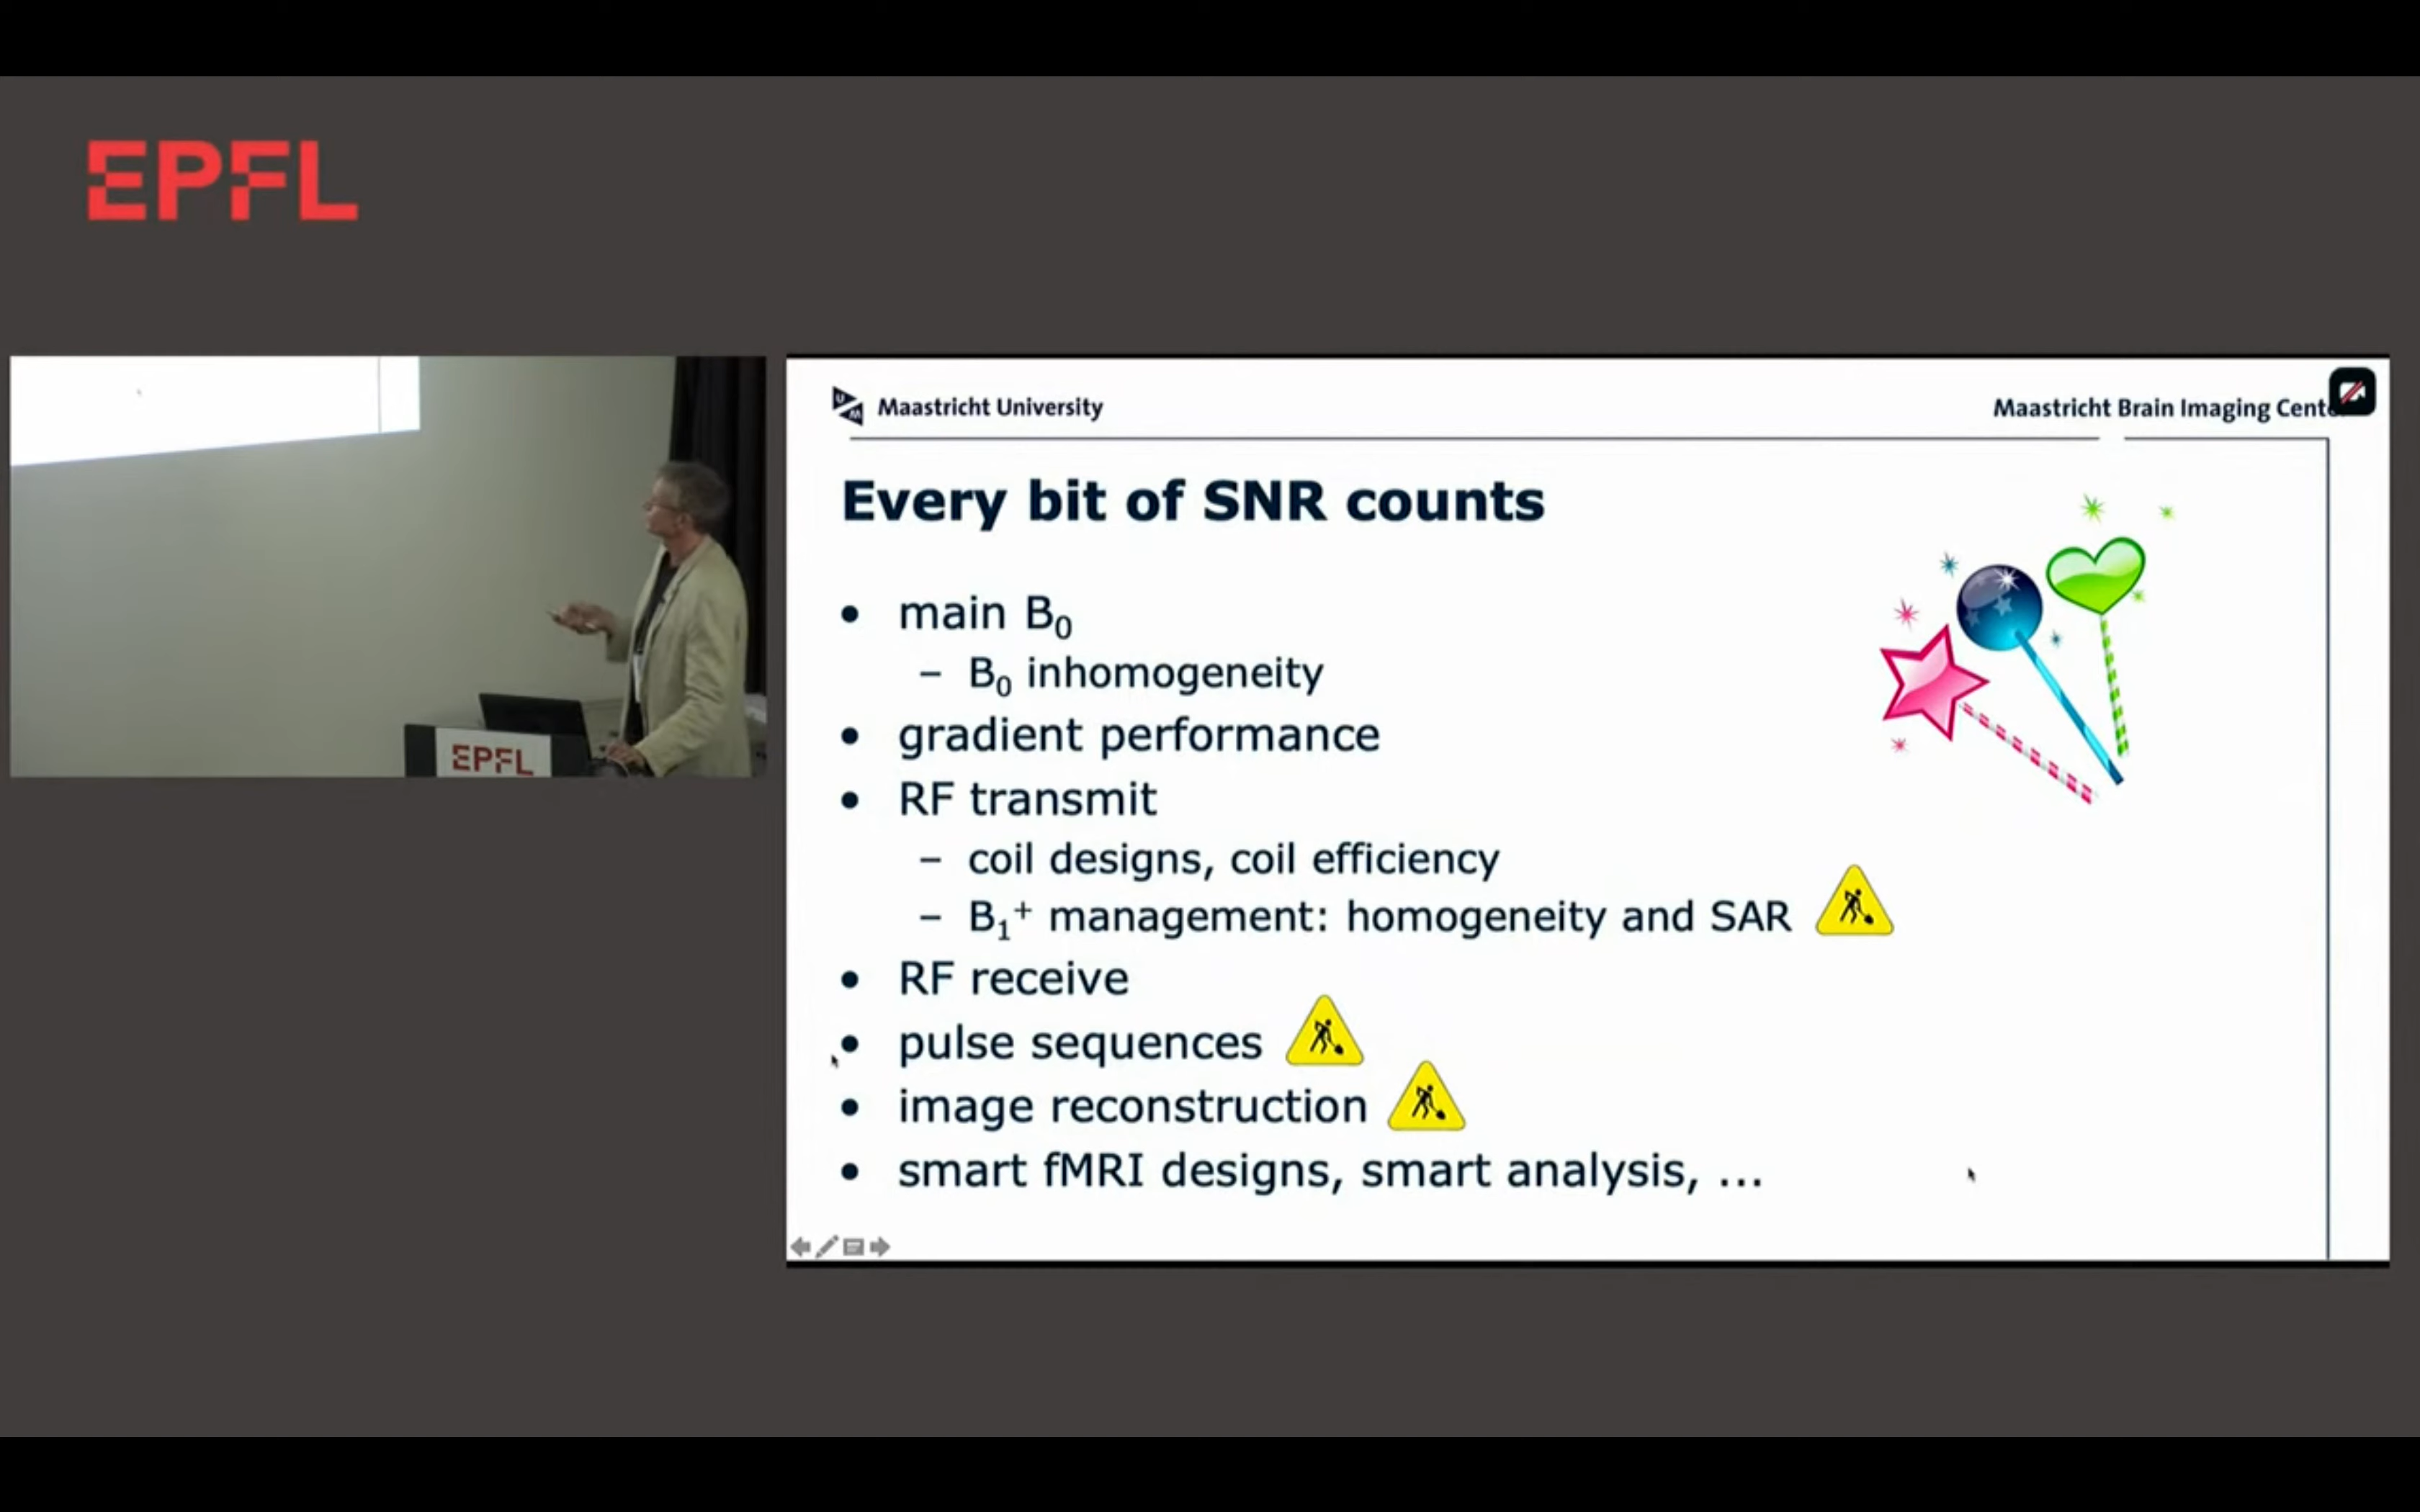 EPFL
EPFL
Maastricht University
Maastricht Brain Imaging Cent
Every bit of SNR counts
• main B₀
– B₀ inhomogeneity
• gradient performance
• RF transmit
– coil designs, coil efficiency
– B₁⁺ management: homogeneity and SAR
• RF receive
• pulse sequences
• image reconstruction
• smart fMRI designs, smart analysis, ...